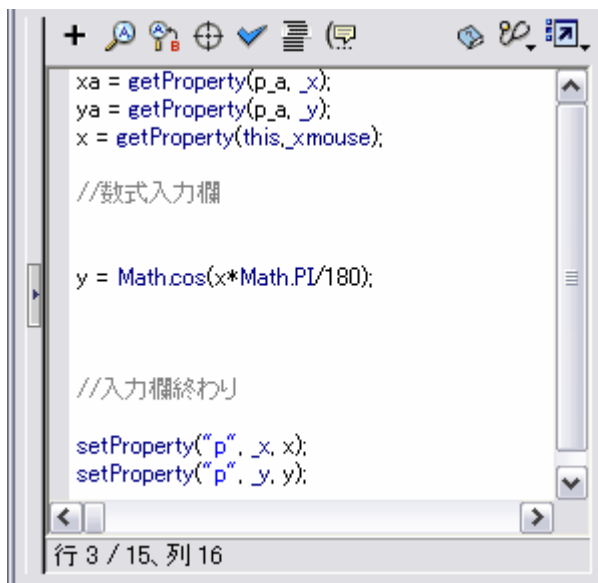 xa = getProperty(p_a, _x);
ya = getProperty(p_a, _y);
x = getProperty(this,_xmouse);
//数式入力欄
y = Math.cos(x*Math.PI/180);
//入力欄終わり
setProperty("p", _x, x);
setProperty("p", _y, y);
行 3 / 15、列 16